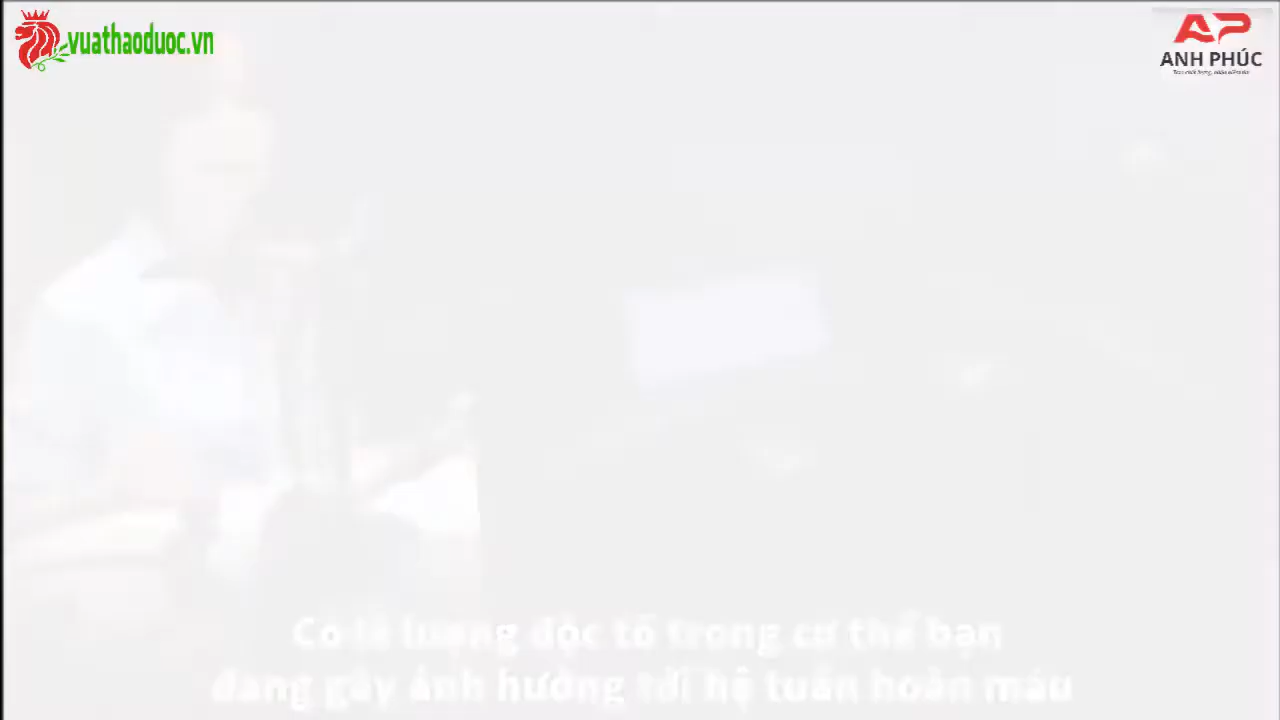 vuathaoduoc.vn
AP
ANH PHÚC
Có lẽ lượng độc tố trong cơ thể bạn
đang gây ảnh hưởng tới hệ tuần hoàn máu